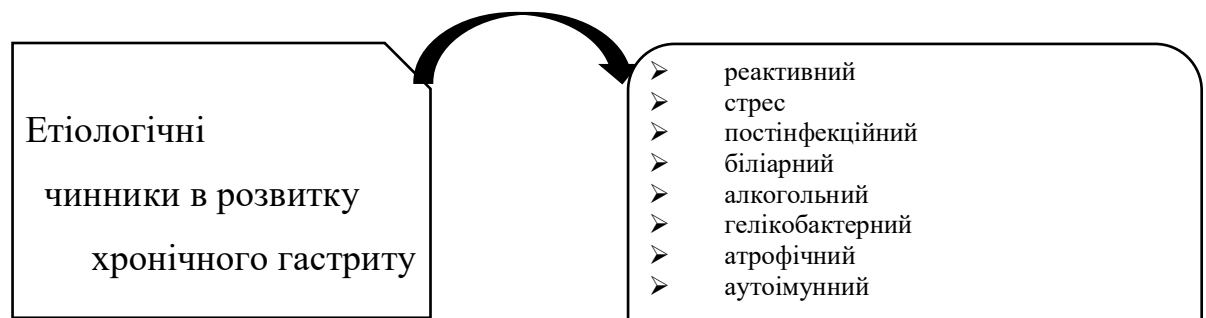 Етіологічні
чинники в розвитку
хронічного гастриту
реактивний
стрес
постінфекційний
біліарний
алкогольний
гелікобактерний
атрофічний
аутоімунний